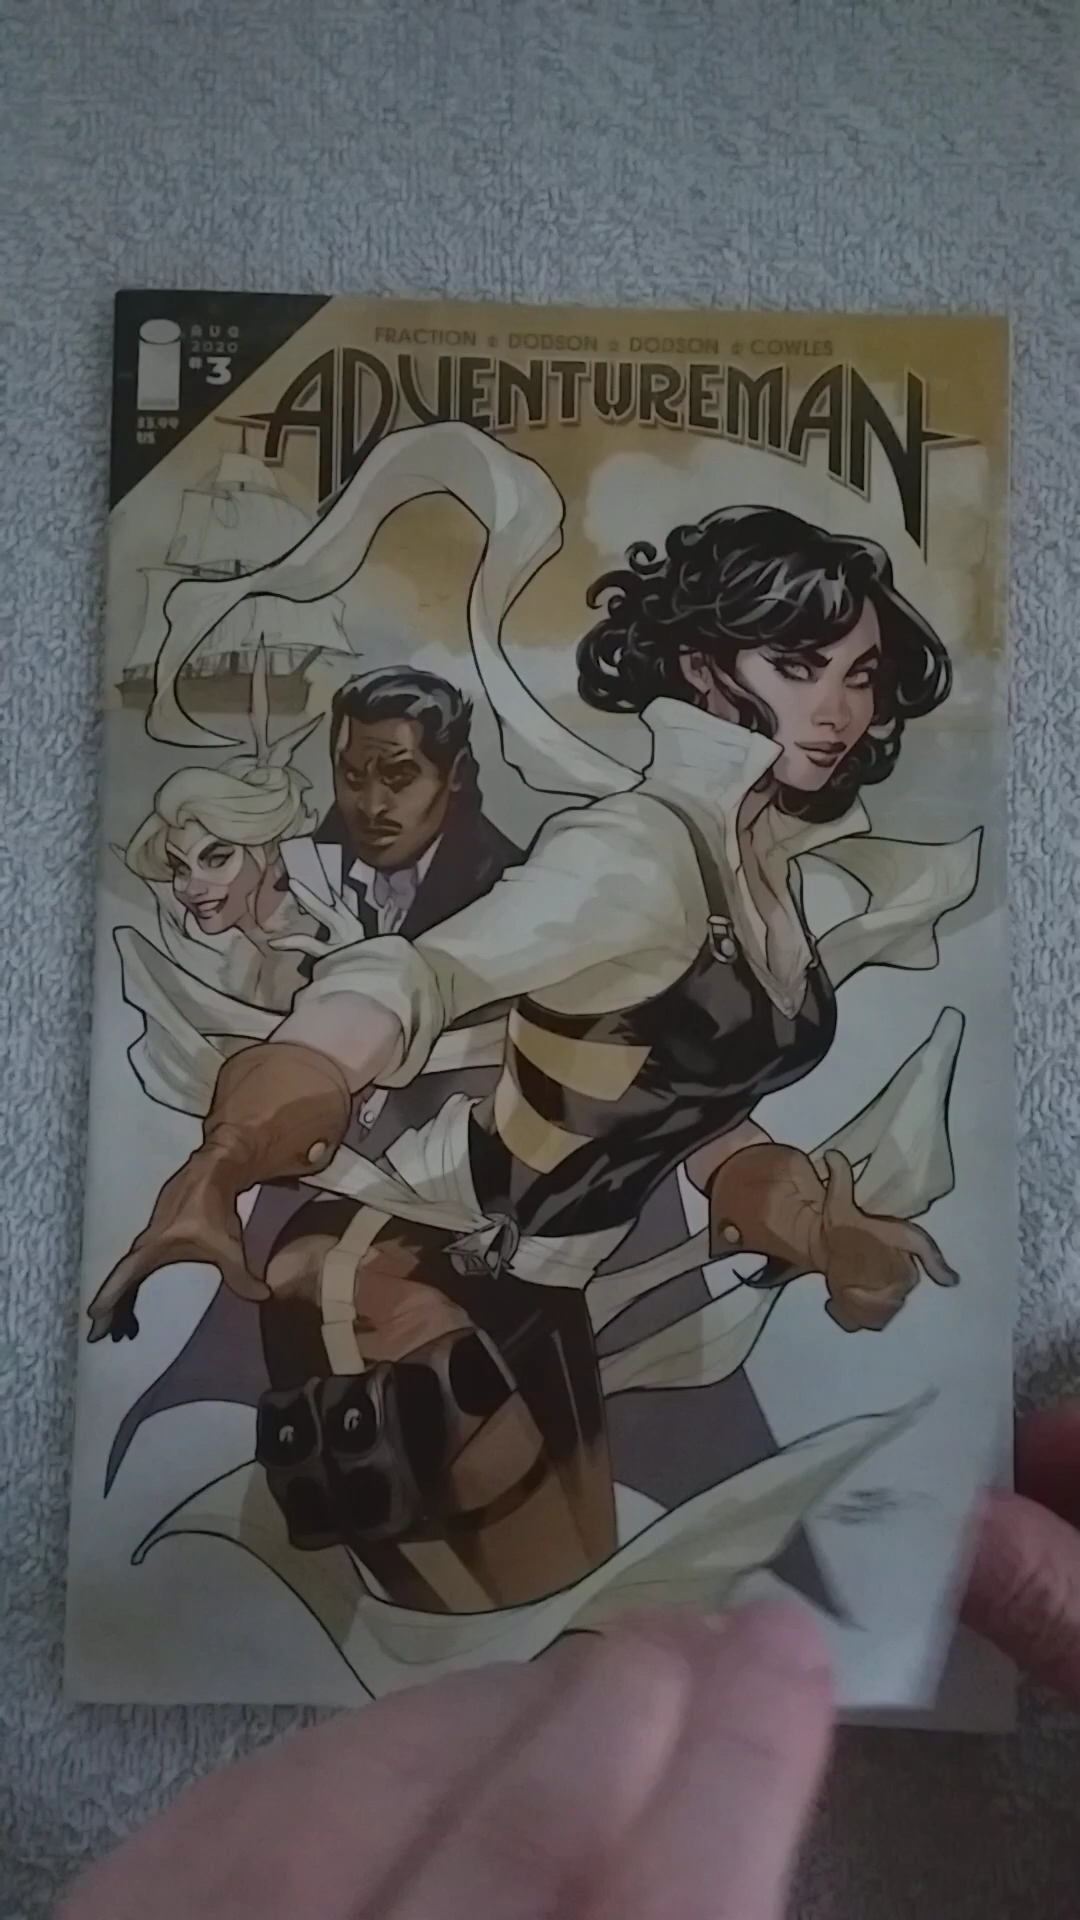 AUG
2020
#3
$3.99
US
FRACTION & DODSON & DODSON & COWLES
ADVENTUREMAN